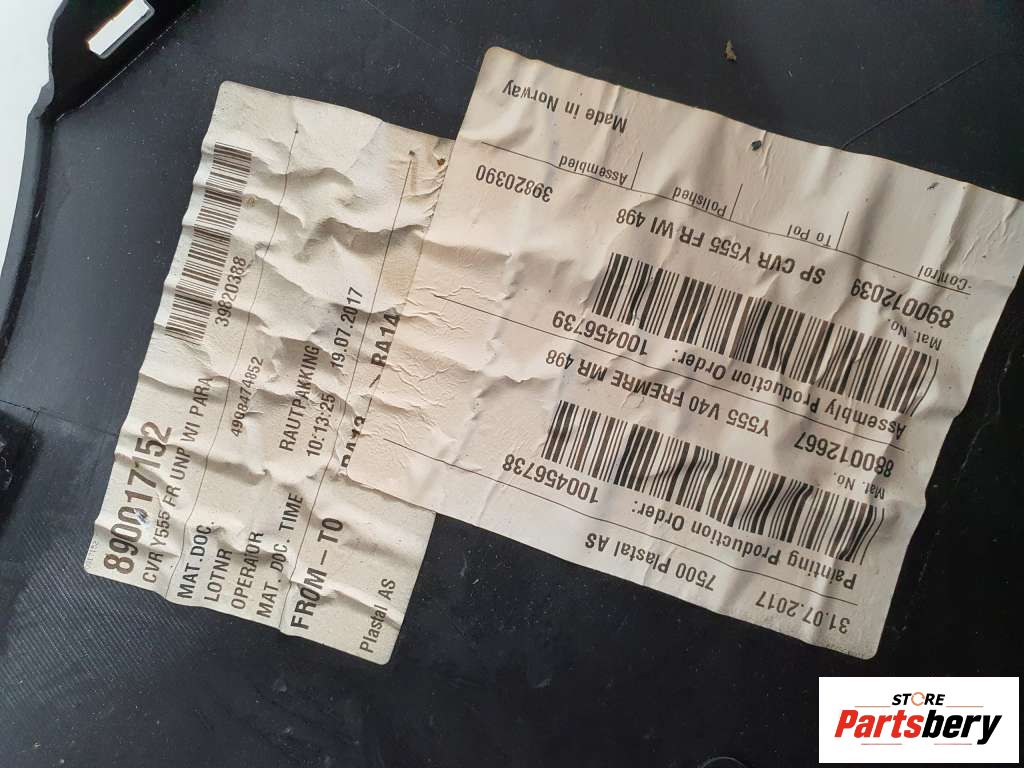 890017152
CVR Y555 FR UNP WI PARA
MAT.DOC.
4908474852
39820388
LOTNR
OPERATOR
RAUTPAKKING
MAT. DOC. TIME
10:13:25 19.07.2017
FROM – TO
RA14
Plastal AS
31.07.2017
7500 Plastal AS
Painting Production Order:
100456738
Mat. No.
880012667
Y555 V40 FREMRE MR 498
Assembly Production Order:
100456739
Mat. No.
890072039
SP CVR Y555 FR WI 498
39820390
Control
To Pol
Polished
Assembled
Made in Norway
STORE
Partsbery